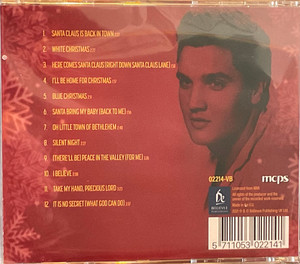 1. SANTA CLAUS IS BACK IN TOWN
2. WHITE CHRISTMAS
3. HERE COMES SANTA CLAUS (RIGHT DOWN SANTA CLAUS LANE)
4. I'LL BE HOME FOR CHRISTMAS
5. BLUE CHRISTMAS
6. SANTA BRING MY BABY (BACK TO ME)
7. OH LITTLE TOWN OF BETHLEHEM
8. SILENT NIGHT
9. (THERE'LL BE) PEACE IN THE VALLEY (FOR ME)
10. I BELIEVE
11. TAKE MY HAND, PRECIOUS LORD
12. IT IS NO SECRET (WHAT GOD CAN DO)
02214-VB
mcps
5 711053 022141